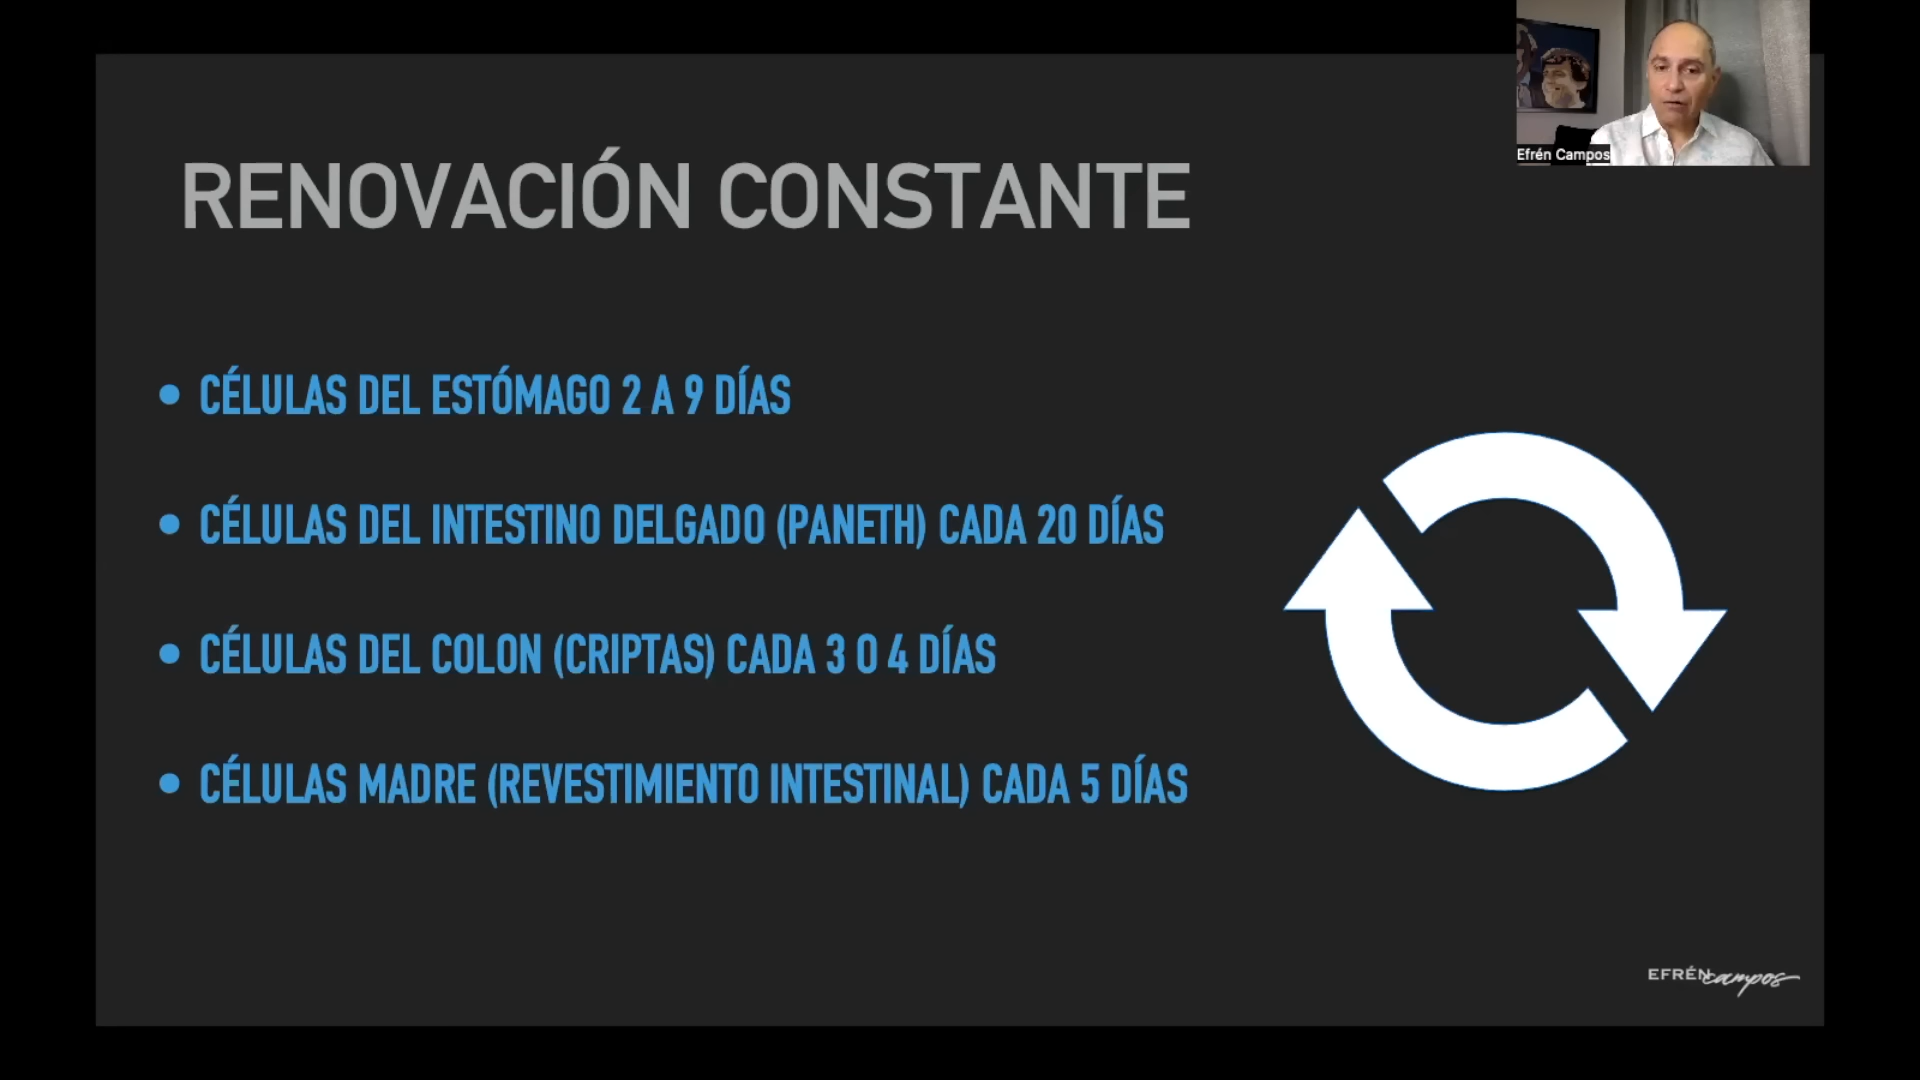 Efrén Campos
RENOVACIÓN CONSTANTE
• CÉLULAS DEL ESTÓMAGO 2 A 9 DÍAS
• CÉLULAS DEL INTESTINO DELGADO (PANETH) CADA 20 DÍAS
• CÉLULAS DEL COLON (CRIPTAS) CADA 3 O 4 DÍAS
• CÉLULAS MADRE (REVESTIMIENTO INTESTINAL) CADA 5 DÍAS
EFRÉN campos